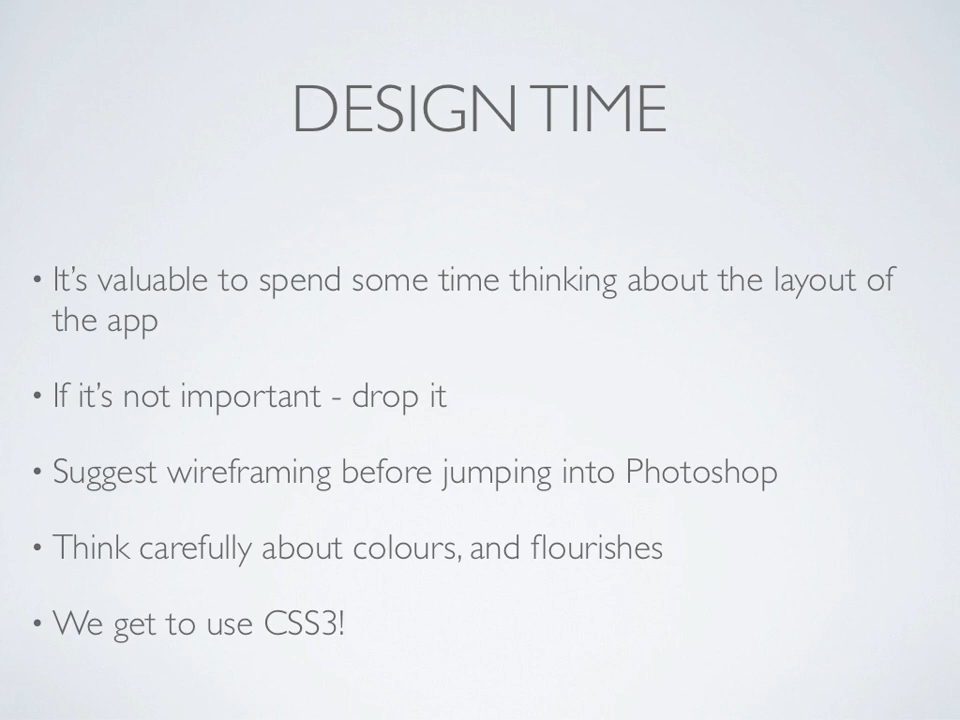 DESIGN TIME
• It’s valuable to spend some time thinking about the layout of
the app
• If it’s not important - drop it
• Suggest wireframing before jumping into Photoshop
• Think carefully about colours, and flourishes
• We get to use CSS3!